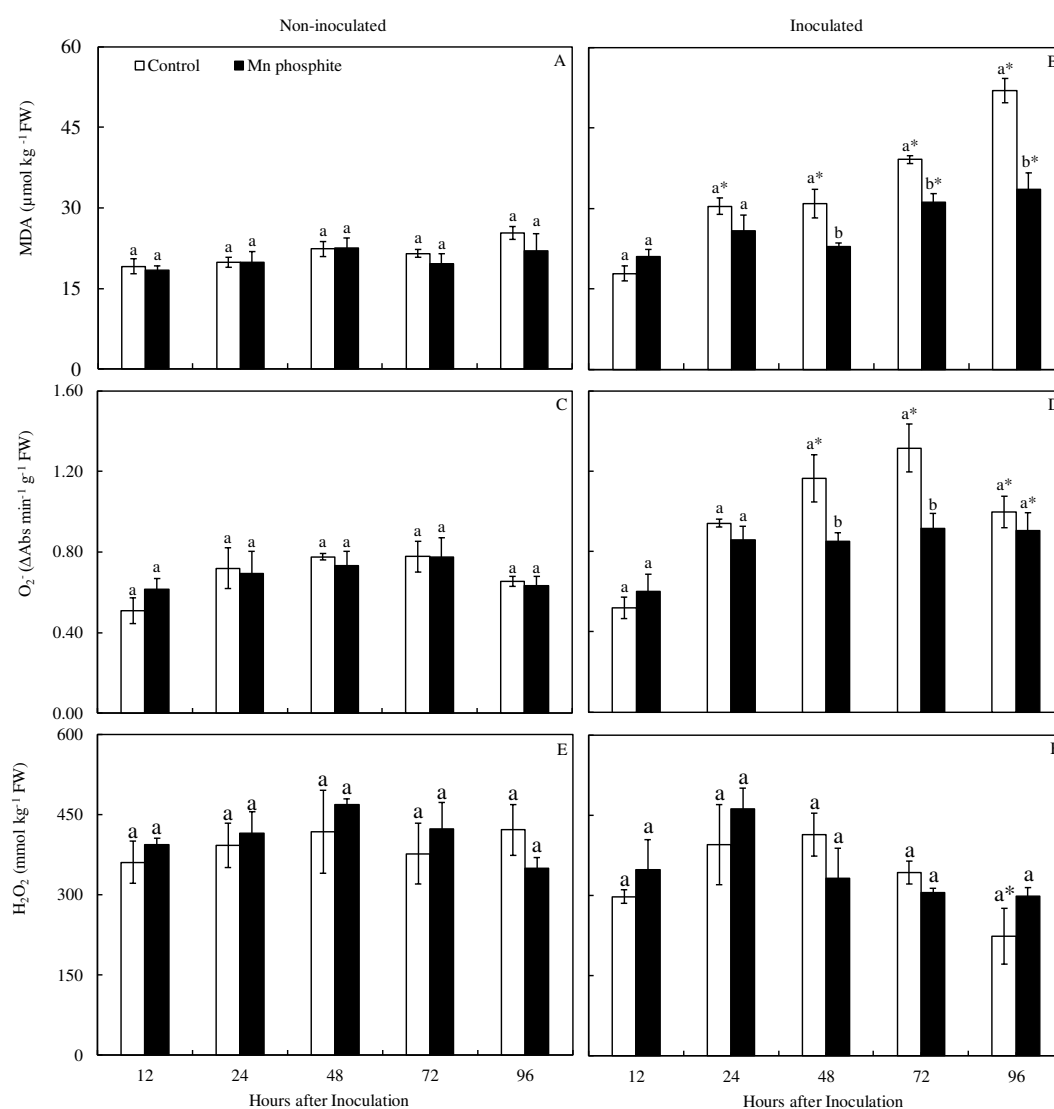 Non-inoculated Inoculated
60
45
30
15
0
MDA (µmol kg -1 FW)
Control Mn phosphite A
a a a a a a a a a a
B
a a a* a a* b a* b* a* b*
1.60
1.20
0.80
0.40
0.00
O2- (ΔAbs min-1 g-1 FW)
C
a a a a a a a a a a
D
a a a a a* b a* b a* a*
600
450
300
150
0
H2O2 (mmol kg-1 FW)
E
a a a a a a a a a a
a a a a a a a a a* a
12 24 48 72 96
12 24 48 72 96
Hours after Inoculation Hours after Inoculation